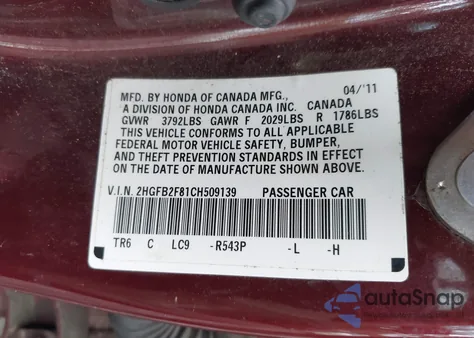 MFD. BY HONDA OF CANADA MFG., 04/'11
A DIVISION OF HONDA CANADA INC. CANADA
GVWR 3792LBS GAWR F 2029LBS R 1786LBS
THIS VEHICLE CONFORMS TO ALL APPLICABLE
FEDERAL MOTOR VEHICLE SAFETY, BUMPER,
AND THEFT PREVENTION STANDARDS IN EFFECT
ON THE DATE OF MANUFACTURE SHOWN ABOVE.
V.I.N. 2HGFB2F81CH509139 PASSENGER CAR
TR6 C LC9 -R543P -L -H
autoSnap